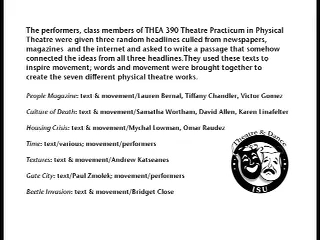 The performers, class members of THEA 390 Theatre Practicum in Physical
Theatre were given three random headlines culled from newspapers,
magazines and the internet and asked to write a passage that somehow
connected the ideas from all three headlines.They used these texts to
inspire movement; words and movement were brought together to
create the seven different physical theatre works.
People Magazine: text & movement/Lauren Bernal, Tiffany Chandler, Victor Gomez
Culture of Death: text & movement/Samatha Wortham, David Allen, Karen Linafelter
Housing Crisis: text & movement/Mychal Lowman, Omar Raudez
Time: text/various; movement/performers
Textures: text & movement/Andrew Katseanes
Gate City: text/Paul Zmolek; movement/performers
Beetle Invasion: text & movement/Bridget Close
Theatre & Dance
ISU